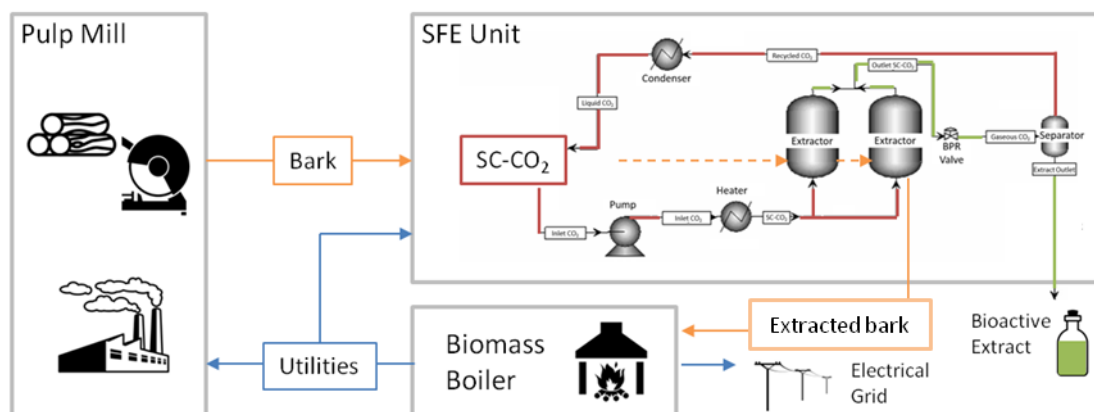 Pulp Mill
SFE Unit
Recycled CO₂
Condenser
Outlet SC-CO₂
Liquid CO₂
Extractor
Extractor
BPR
Valve
Gaseous CO₂
Separator
Extract Outlet
Bark
SC-CO₂
Heater
Pump
Inlet CO₂
SC-CO₂
Inlet CO₂
Extracted bark
Bioactive
Extract
Utilities
Biomass
Boiler
Electrical
Grid